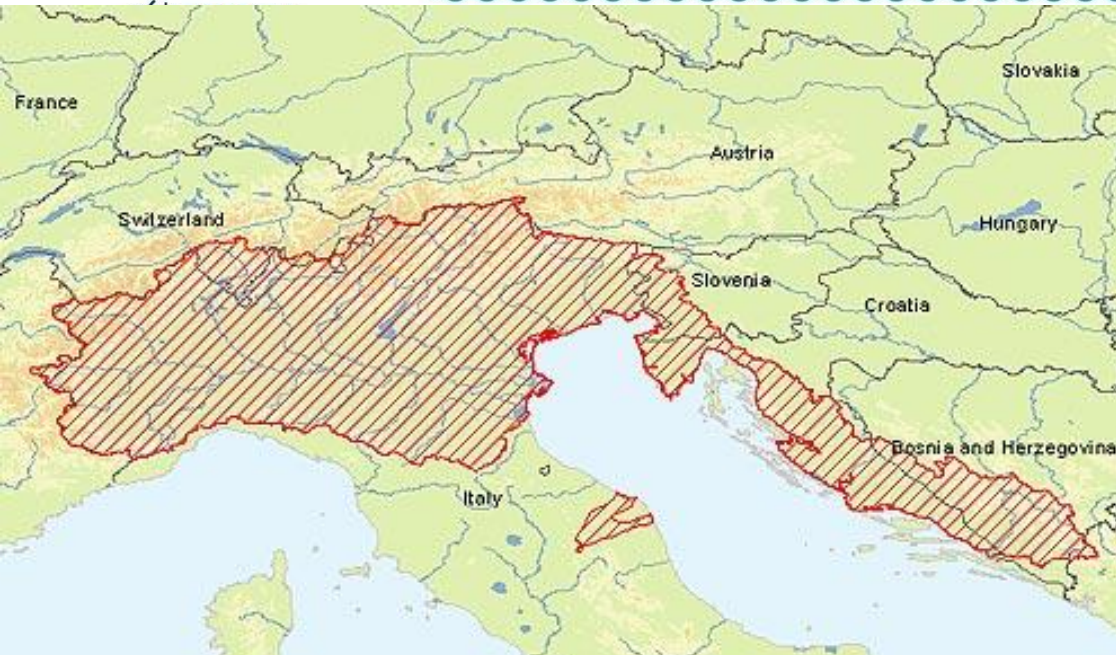 Slovakia
France
Austria
Switzerland
Hungary
Slovenia
Croatia
Bosnia and Herzegovina
Italy